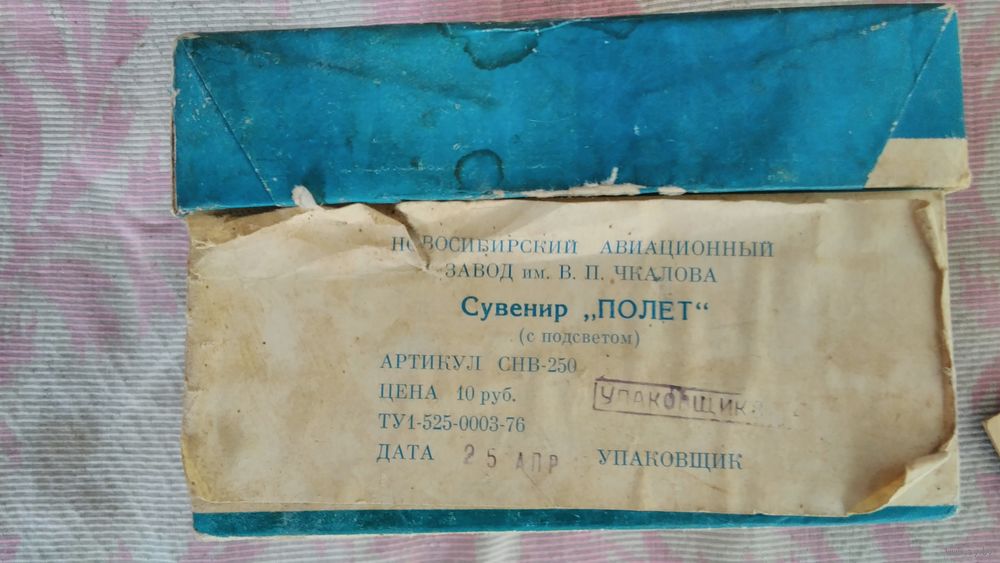 НОВОСИБИРСКИЙ АВИАЦИОННЫЙ
ЗАВОД им. В. П. ЧКАЛОВА
Сувенир „ПОЛЕТ“
(с подсветом)
АРТИКУЛ СНВ-250
ЦЕНА 10 руб.
УПАКОВЩИК
ТУ1-525-0003-76
ДАТА 25 АПР УПАКОВЩИК